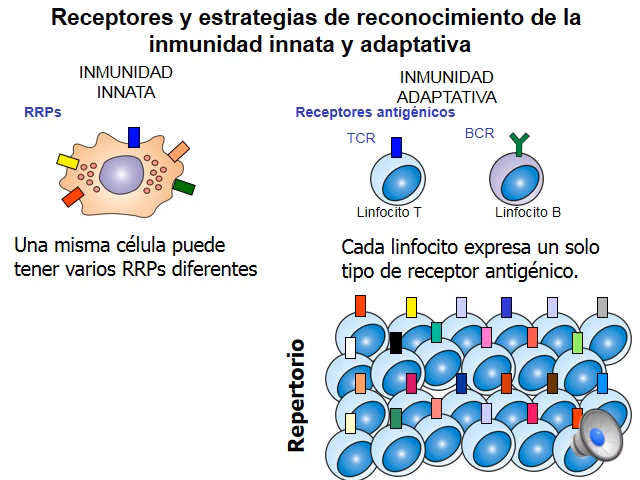 Receptores y estrategias de reconocimiento de la
inmunidad innata y adaptativa
INMUNIDAD
INNATA
RRPs
Una misma célula puede
tener varios RRPs diferentes
INMUNIDAD
ADAPTATIVA
Receptores antigénicos
TCR
BCR
Linfocito T
Linfocito B
Cada linfocito expresa un solo
tipo de receptor antigénico.
Repertorio